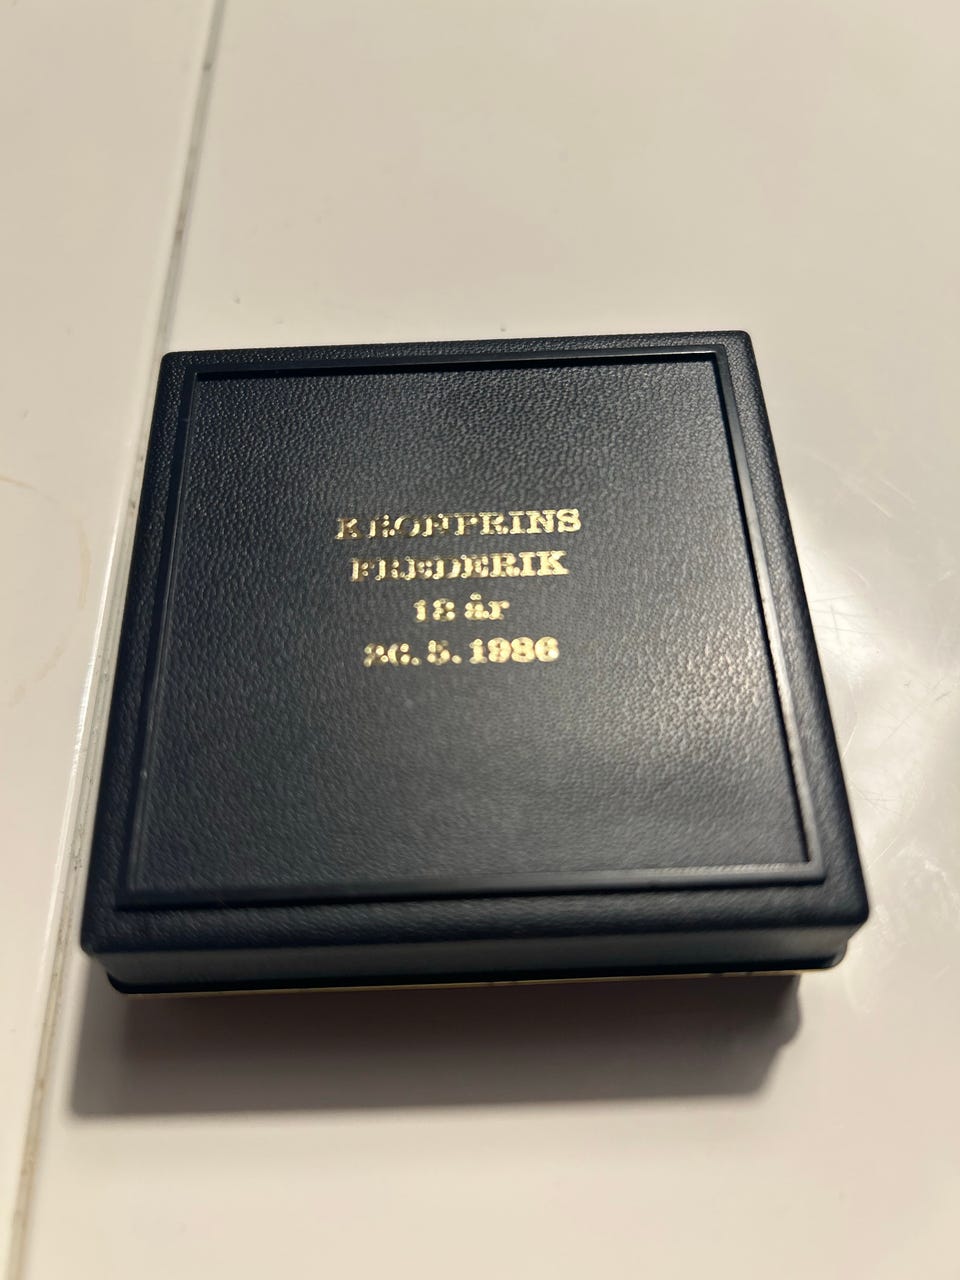 KRONPRINS
FREDERIK
18 år
26. 5. 1986